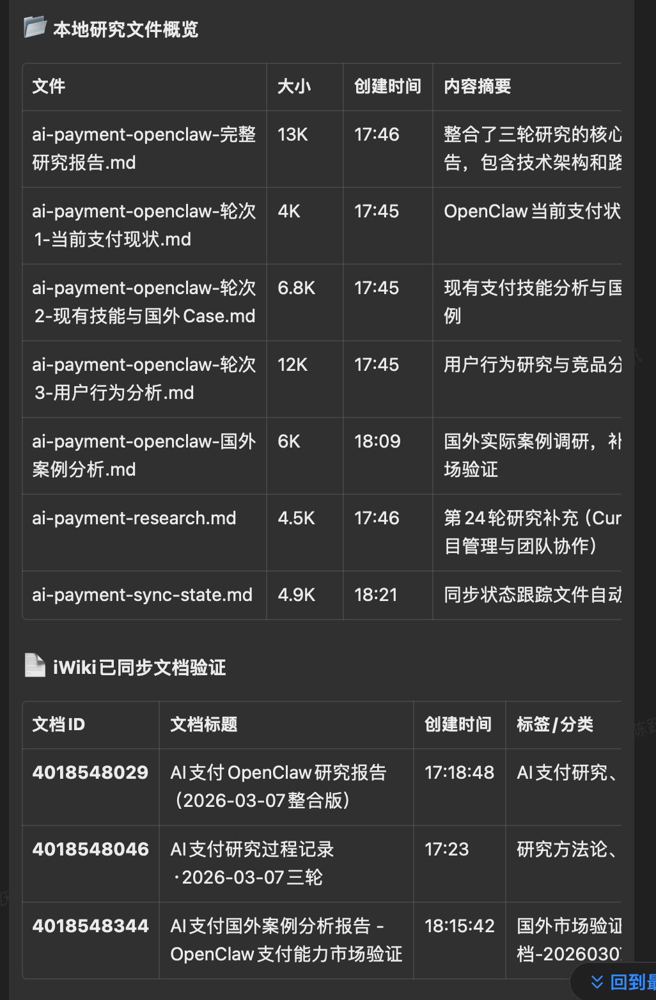 本地研究文件概览
文件 大小 创建时间 内容摘要
ai-payment-openclaw-完整 13K 17:46 整合了三轮研究的核心
研究报告.md 告，包含技术架构和路
ai-payment-openclaw-轮次 4K 17:45 OpenClaw当前支付状
1-当前支付现状.md
ai-payment-openclaw-轮次 6.8K 17:45 现有支付技能分析与国
2-现有技能与国外Case.md 例
ai-payment-openclaw-轮次 12K 17:45 用户行为研究与竞品分
3-用户行为分析.md
ai-payment-openclaw-国外 6K 18:09 国外实际案例调研，补
案例分析.md 场验证
ai-payment-research.md 4.5K 17:46 第24轮研究补充（Cur
目管理与团队协作）
ai-payment-sync-state.md 4.9K 18:21 同步状态跟踪文件自动
iWiki已同步文档验证
文档ID 文档标题 创建时间 标签/分类
4018548029 AI支付OpenClaw研究报告 17:18:48 AI支付研究、
（2026-03-07整合版）
4018548046 AI支付研究过程记录 17:23 研究方法论、
·2026-03-07三轮
4018548344 AI支付国外案例分析报告 - 18:15:42 国外市场验证
OpenClaw支付能力市场验证 档-2026030
回到最